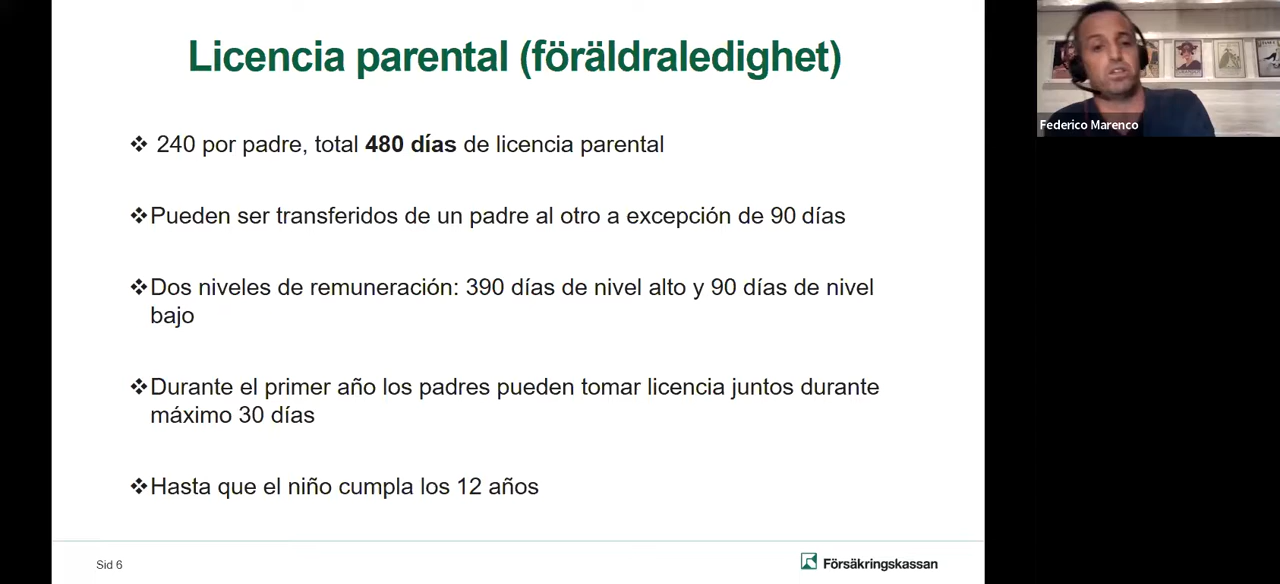 Licencia parental (föräldraledighet)
❖ 240 por padre, total 480 días de licencia parental
❖Pueden ser transferidos de un padre al otro a excepción de 90 días
❖Dos niveles de remuneración: 390 días de nivel alto y 90 días de nivel
bajo
❖Durante el primer año los padres pueden tomar licencia juntos durante
máximo 30 días
❖Hasta que el niño cumpla los 12 años
Sid 6
Försäkringskassan
Federico Marenco